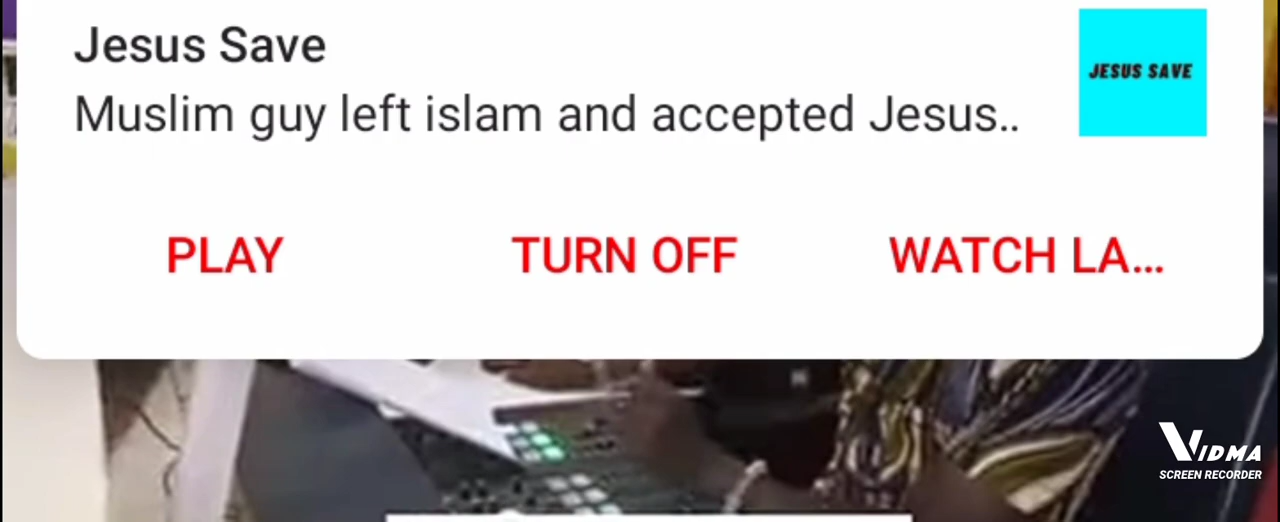 Jesus Save
JESUS SAVE
Muslim guy left islam and accepted Jesus..
PLAY
TURN OFF
WATCH LA...
VIDMA
SCREEN RECORDER